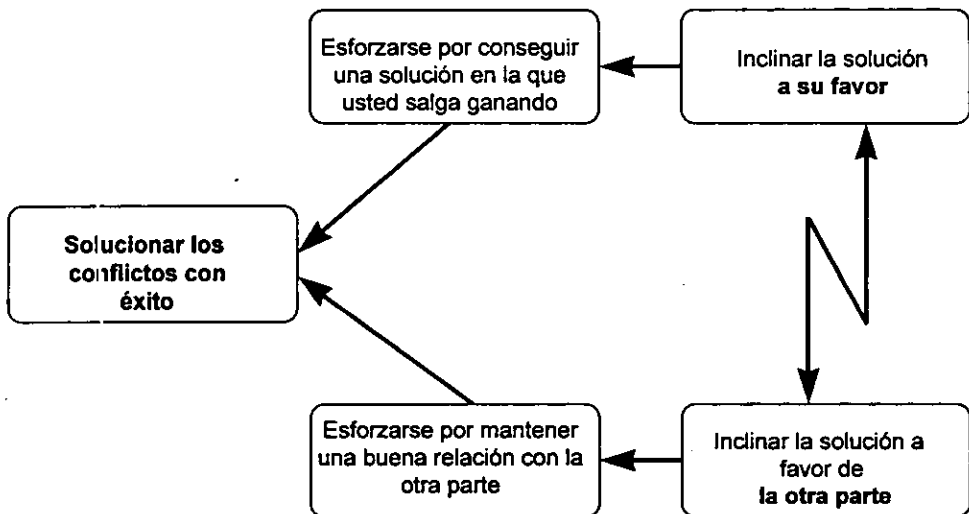 Esforzarse por conseguir
una solución en la que
usted salga ganando
Inclinar la solución
a su favor
Solucionar los
conflictos con
éxito
Esforzarse por mantener
una buena relación con la
otra parte
Inclinar la solución a
favor de
la otra parte